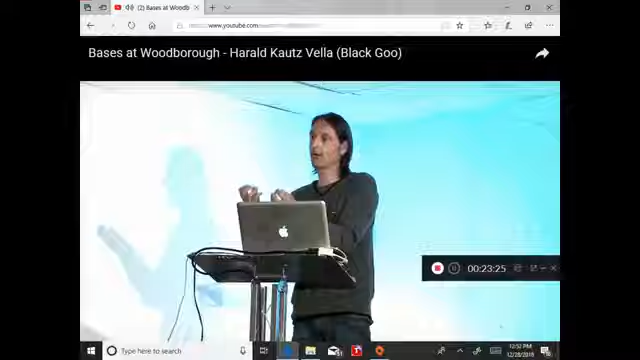 (2) Bases at Woodb
www.youtube.com
Bases at Woodborough - Harald Kautz Vella (Black Goo)
00:23:25
Type here to search
12:52 PM
12/28/2018